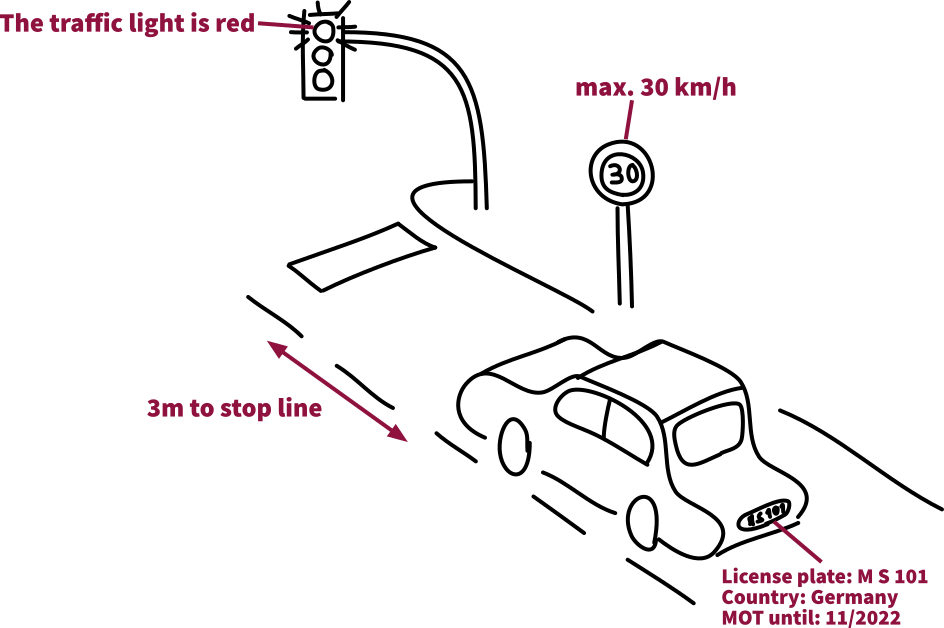 The traffic light is red
max. 30 km/h
30
3m to stop line
M S 101
License plate: M S 101
Country: Germany
MOT until: 11/2022